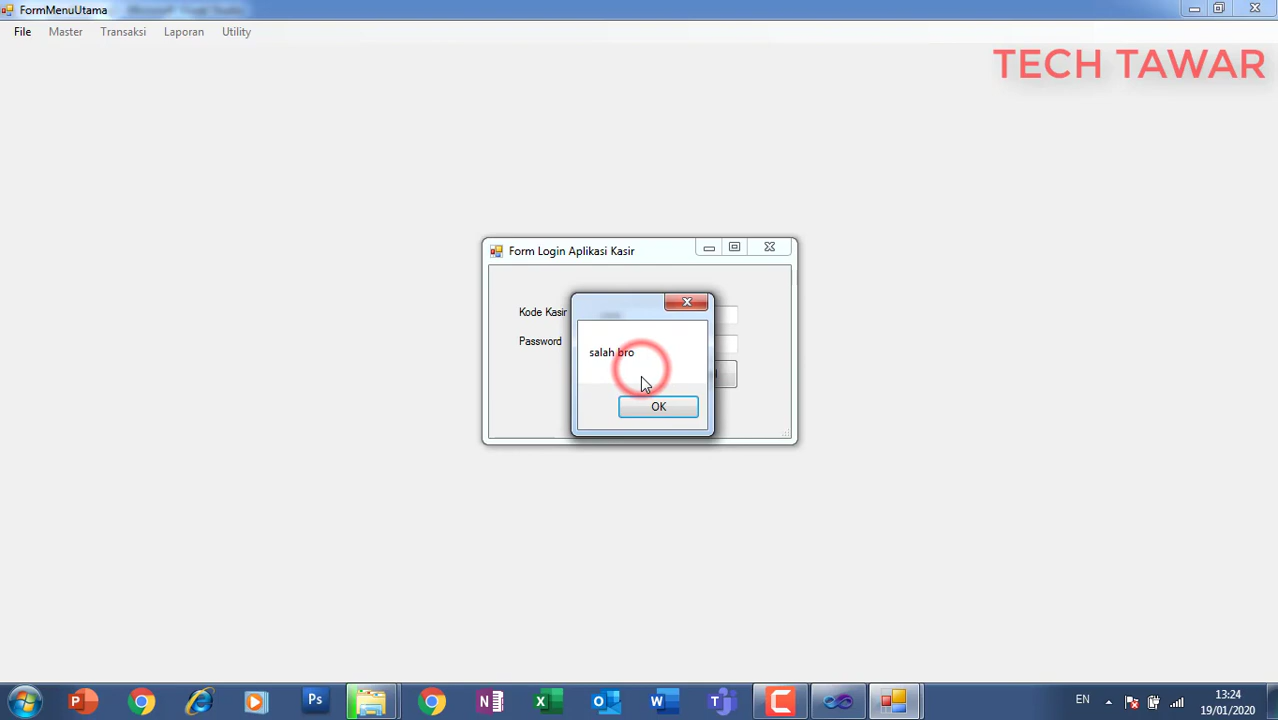 FormMenuUtama
File Master Transaksi Laporan Utility
TECH TAWAR
Form Login Aplikasi Kasir
Kode Kasir
salah bro
Password
OK
Ps
EN
13:24
19/01/2020